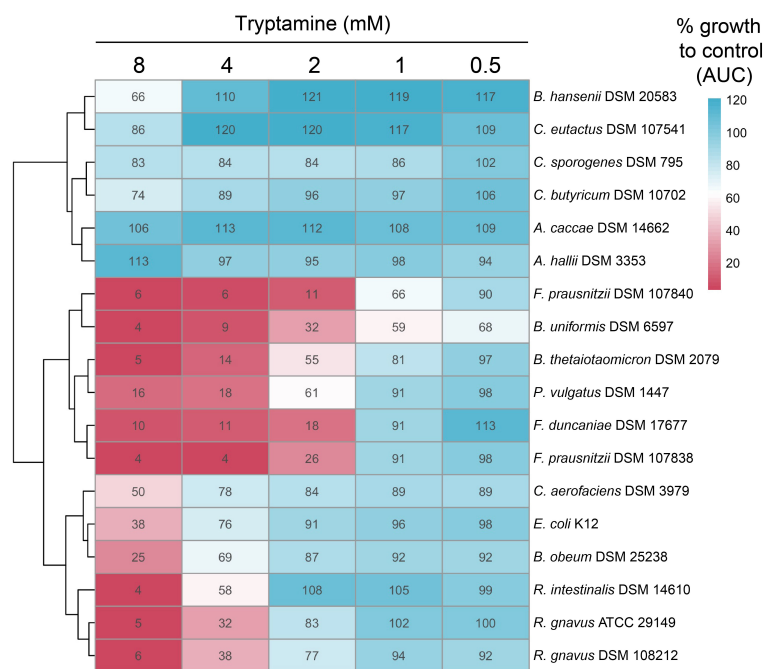 Tryptamine (mM)
% growth
to control
(AUC)
8 4 2 1 0.5
66 110 121 119 117 B. hansenii DSM 20583
86 120 120 117 109 C. eutactus DSM 107541
83 84 84 86 102 C. sporogenes DSM 795
74 89 96 97 106 C. butyricum DSM 10702
106 113 112 108 109 A. caccae DSM 14662
113 97 95 98 94 A. hallii DSM 3353
6 6 11 66 90 F. prausnitzii DSM 107840
4 9 32 59 68 B. uniformis DSM 6597
5 14 55 81 97 B. thetaiotaomicron DSM 2079
16 18 61 91 98 P. vulgatus DSM 1447
10 11 18 91 113 F. duncaniae DSM 17677
4 4 26 91 98 F. prausnitzii DSM 107838
50 78 84 89 89 C. aerofaciens DSM 3979
38 76 91 96 98 E. coli K12
25 69 87 92 92 B. obeum DSM 25238
4 58 108 105 99 R. intestinalis DSM 14610
5 32 83 102 100 R. gnavus ATCC 29149
6 38 77 94 92 R. gnavus DSM 108212
120
100
80
60
40
20